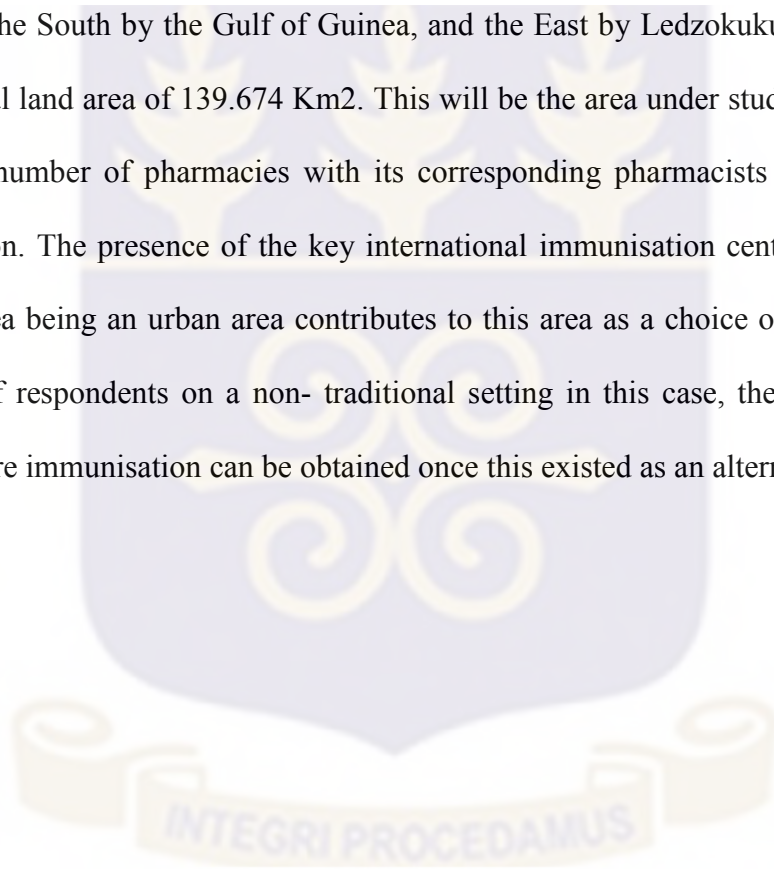 he South by the Gulf of Guinea, and the East by Ledzokuku
l land area of 139.674 Km2. This will be the area under stud
number of pharmacies with its corresponding pharmacists
on. The presence of the key international immunisation cent
ea being an urban area contributes to this area as a choice o
f respondents on a non- traditional setting in this case, the
re immunisation can be obtained once this existed as an altern
INTEGRI PROCEDAMUS